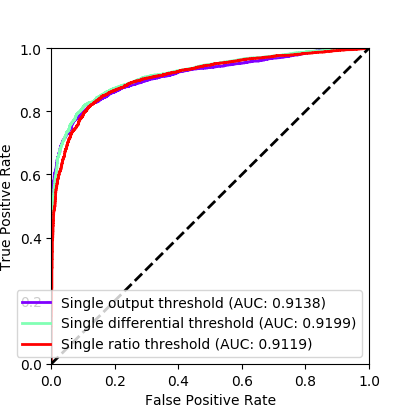 1.0
0.8
0.6
0.4
0.2
0.0
True Positive Rate
Single output threshold (AUC: 0.9138)
Single differential threshold (AUC: 0.9199)
Single ratio threshold (AUC: 0.9119)
0.0 0.2 0.4 0.6 0.8 1.0
False Positive Rate